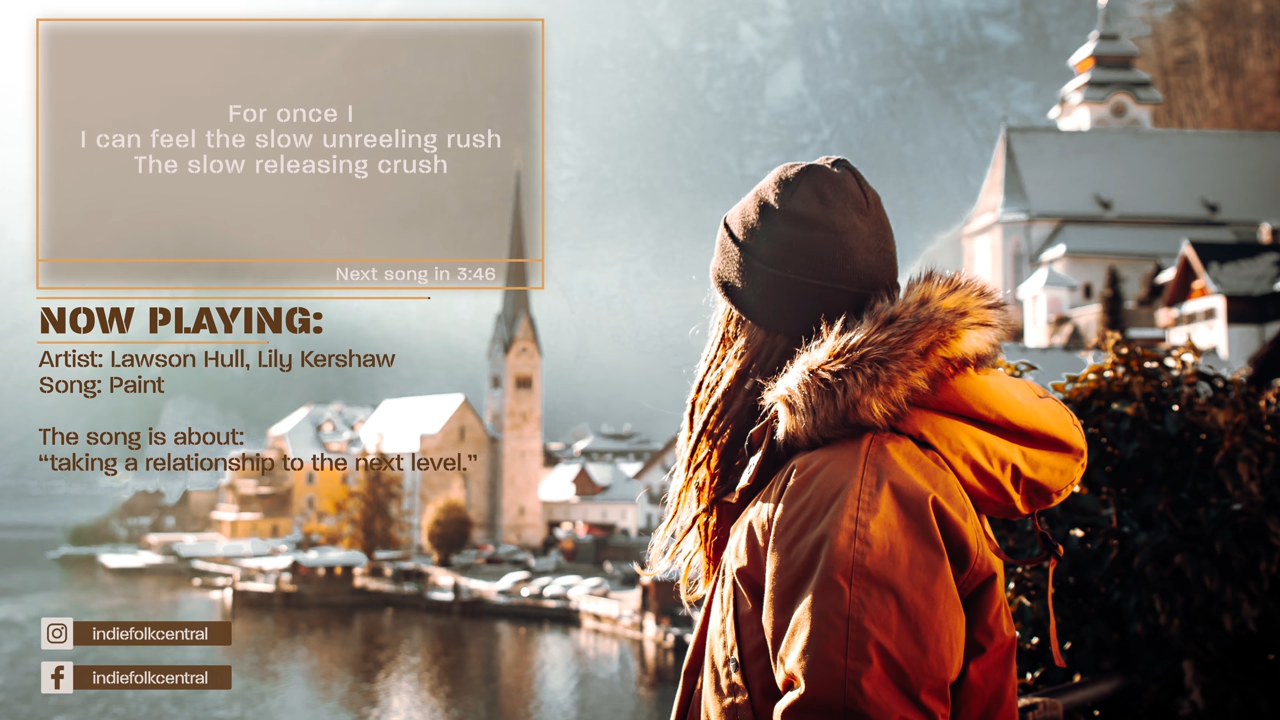 For once I
I can feel the slow unreeling rush
The slow releasing crush
Next song in 3:46
NOW PLAYING:
Artist: Lawson Hull, Lily Kershaw
Song: Paint
The song is about:
“taking a relationship to the next level.”
indiefolkcentral
indiefolkcentral